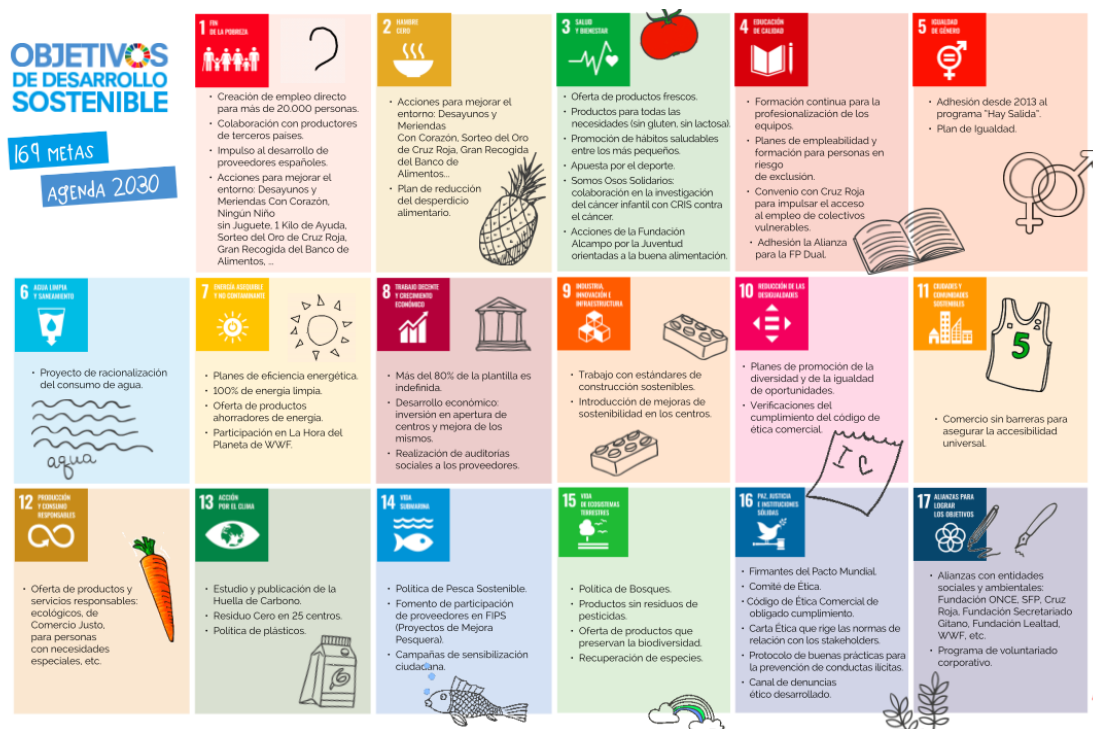 OBJETIVOS
DE DESARROLLO
SOSTENIBLE
169 METAS
AGENDA 2030
1 FIN
DE LA POBREZA
• Creación de empleo directo
para más de 20.000 personas.
• Colaboración con productores
de terceros países.
• Impulso al desarrollo de
proveedores españoles.
• Acciones para mejorar el
entorno: Desayunos y
Meriendas Con Corazón,
Ningún Niño
sin Juguete, 1 Kilo de Ayuda,
Sorteo del Oro de Cruz Roja,
Gran Recogida del Banco de
Alimentos, ...
2 HAMBRE
CERO
• Acciones para mejorar el
entorno: Desayunos y
Meriendas
Con Corazón, Sorteo del Oro
de Cruz Roja, Gran Recogida
del Banco de
Alimentos...
• Plan de reducción
del desperdicio
alimentario.
3 SALUD
Y BIENESTAR
• Oferta de productos frescos.
• Productos para todas las
necesidades (sin gluten, sin lactosa).
• Promoción de hábitos saludables
entre los más pequeños.
• Apuesta por el deporte.
• Somos Osos Solidarios:
colaboración en la investigación
del cáncer infantil con CRIS contra
el cáncer.
• Acciones de la Fundación
Alcampo por la Juventud
orientadas a la buena alimentación.
4 EDUCACIÓN
DE CALIDAD
• Formación continua para la
profesionalización de los
equipos.
• Planes de empleabilidad y
formación para personas en
riesgo
de exclusión.
• Convenio con Cruz Roja
para impulsar el acceso
al empleo de colectivos
vulnerables.
• Adhesión la Alianza
para la FP Dual.
5 IGUALDAD
DE GÉNERO
• Adhesión desde 2013 al
programa "Hay Salida".
• Plan de Igualdad.
6 AGUA LIMPIA
Y SANEAMIENTO
• Proyecto de racionalización
del consumo de agua.
agua
7 ENERGÍA ASEQUIBLE
Y NO CONTAMINANTE
• Planes de eficiencia energética.
• 100% de energía limpia.
• Oferta de productos
ahorradores de energía.
• Participación en La Hora del
Planeta de WWF.
8 TRABAJO DECENTE
Y CRECIMIENTO
ECONÓMICO
• Más del 80% de la plantilla es
indefinida.
• Desarrollo económico:
inversión en apertura de
centros y mejora de los
mismos.
• Realización de auditorias
sociales a los proveedores.
9 INDUSTRIA,
INNOVACIÓN E
INFRAESTRUCTURA
• Trabajo con estándares de
construcción sostenibles.
• Introducción de mejoras de
sostenibilidad en los centros.
10 REDUCCIÓN DE LAS
DESIGUALDADES
• Planes de promoción de la
diversidad y de la igualdad
de oportunidades.
• Verificaciones del
cumplimiento del código de
ética comercial.
I C
11 CIUDADES Y
COMUNIDADES
SOSTENIBLES
5
• Comercio sin barreras para
asegurar la accesibilidad
universal.
12 PRODUCCIÓN
Y CONSUMO
RESPONSABLES
• Oferta de productos y
servicios responsables:
ecológicos, de
Comercio Justo,
para personas
con necesidades
especiales, etc.
13 ACCIÓN
POR EL CLIMA
• Estudio y publicación de la
Huella de Carbono.
• Residuo Cero en 25 centros.
• Política de plásticos.
14 VIDA
SUBMARINA
• Política de Pesca Sostenible.
• Fomento de participación
de proveedores en FIPS
(Proyectos de Mejora
Pesquera).
• Campañas de sensibilización
ciudadana.
15 VIDA
DE ECOSISTEMAS
TERRESTRES
• Política de Bosques.
• Productos sin residuos de
pesticidas.
• Oferta de productos que
preservan la biodiversidad.
• Recuperación de especies.
16 PAZ, JUSTICIA
E INSTITUCIONES
SÓLIDAS
• Firmantes del Pacto Mundial.
• Comité de Ética.
• Código de Ética Comercial de
obligado cumplimiento.
• Carta Ética que rige las normas de
relación con los stakeholders.
• Protocolo de buenas prácticas para
la prevención de conductas ilícitas.
• Canal de denuncias
ético desarrollado.
17 ALIANZAS PARA
LOGRAR
LOS OBJETIVOS
• Alianzas con entidades
sociales y ambientales:
Fundación ONCE, SFP, Cruz
Roja, Fundación Secretariado
Gitano, Fundación Lealtad,
WWF, etc.
• Programa de voluntariado
corporativo.